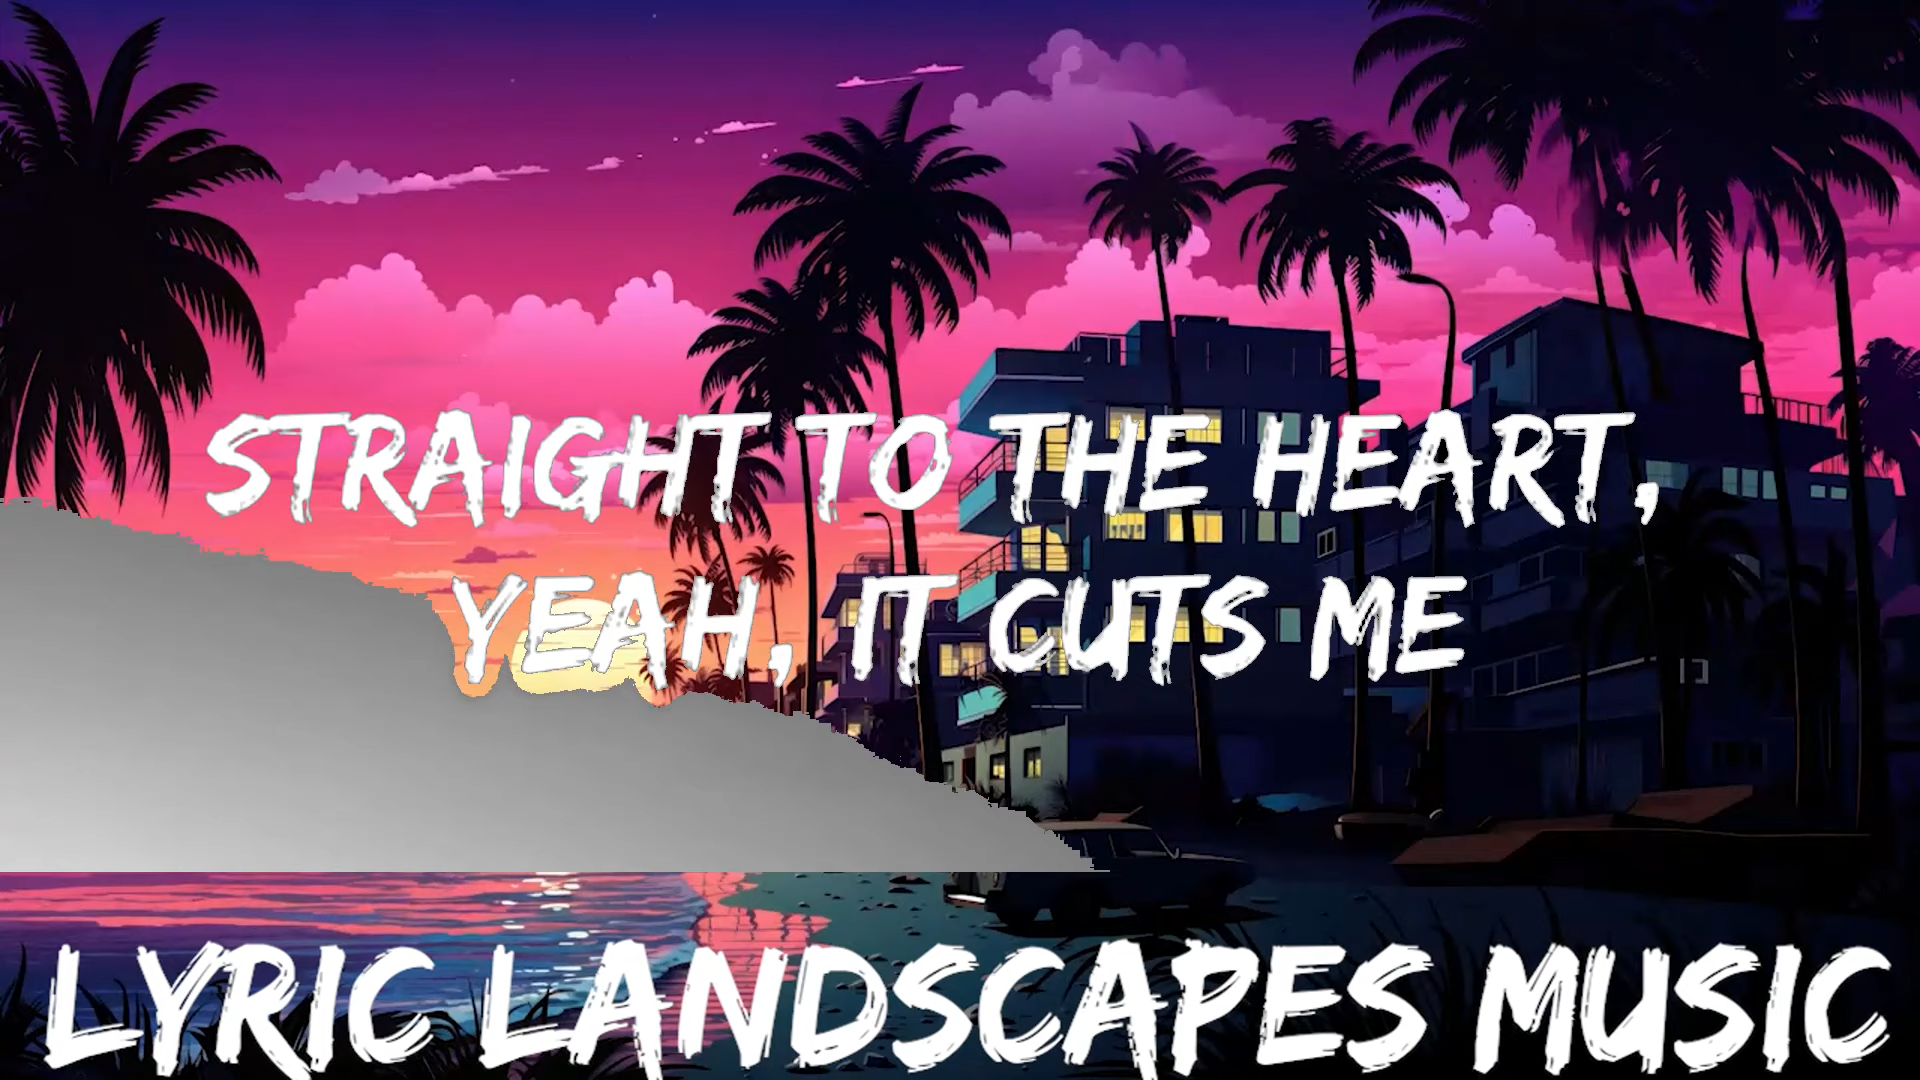 STRAIGHT TO THE HEART,
YEAH, IT CUTS ME
LYRIC LANDSCAPES MUSIC